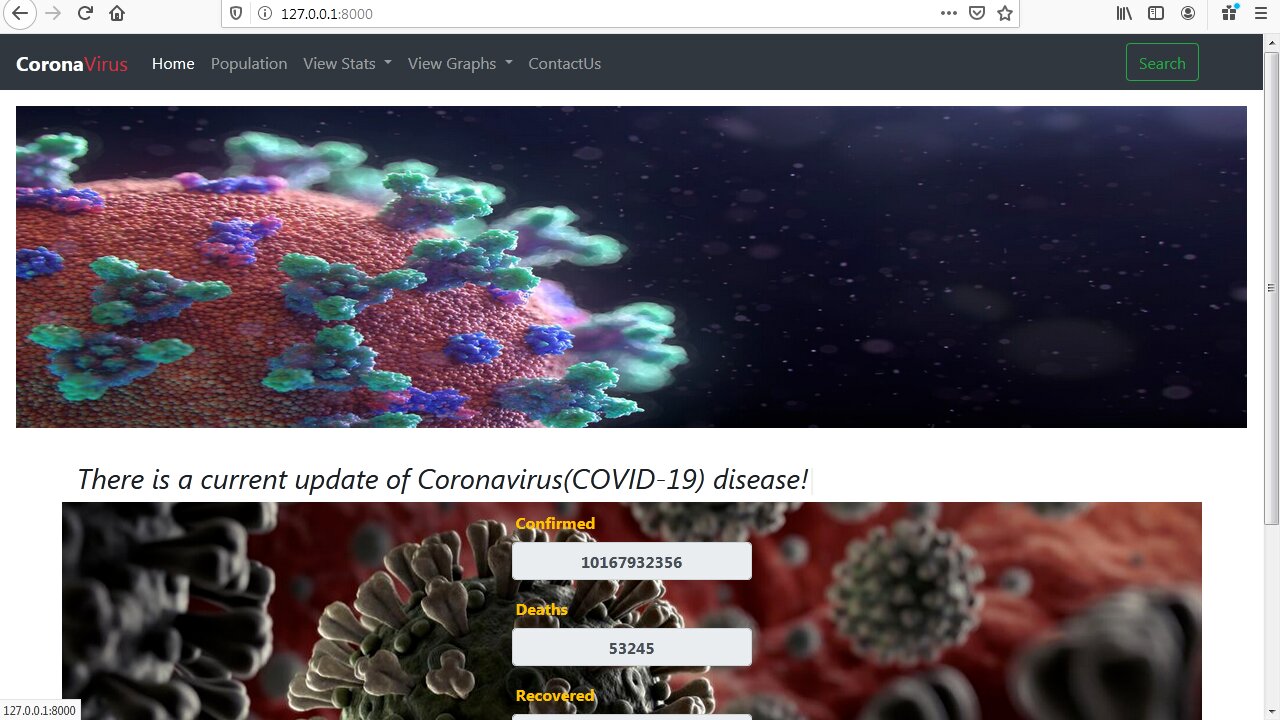 127.0.0.1:8000
CoronaVirus Home Population View Stats View Graphs ContactUs Search
There is a current update of Coronavirus(COVID-19) disease!
Confirmed
10167932356
Deaths
53245
Recovered
127.0.0.1:8000